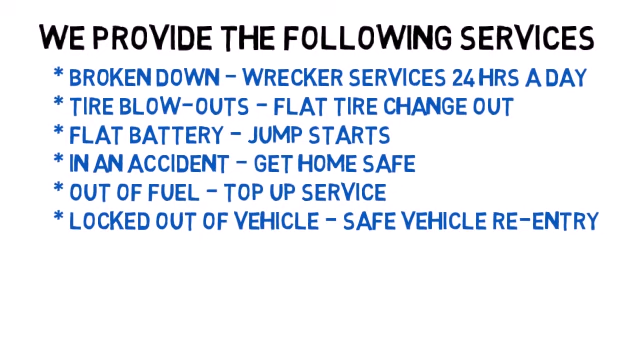 WE PROVIDE THE FOLLOWING SERVICES
* BROKEN DOWN - WRECKER SERVICES 24 HRS A DAY
* TIRE BLOW-OUTS - FLAT TIRE CHANGE OUT
* FLAT BATTERY - JUMP STARTS
* IN AN ACCIDENT - GET HOME SAFE
* OUT OF FUEL - TOP UP SERVICE
* LOCKED OUT OF VEHICLE - SAFE VEHICLE RE-ENTRY